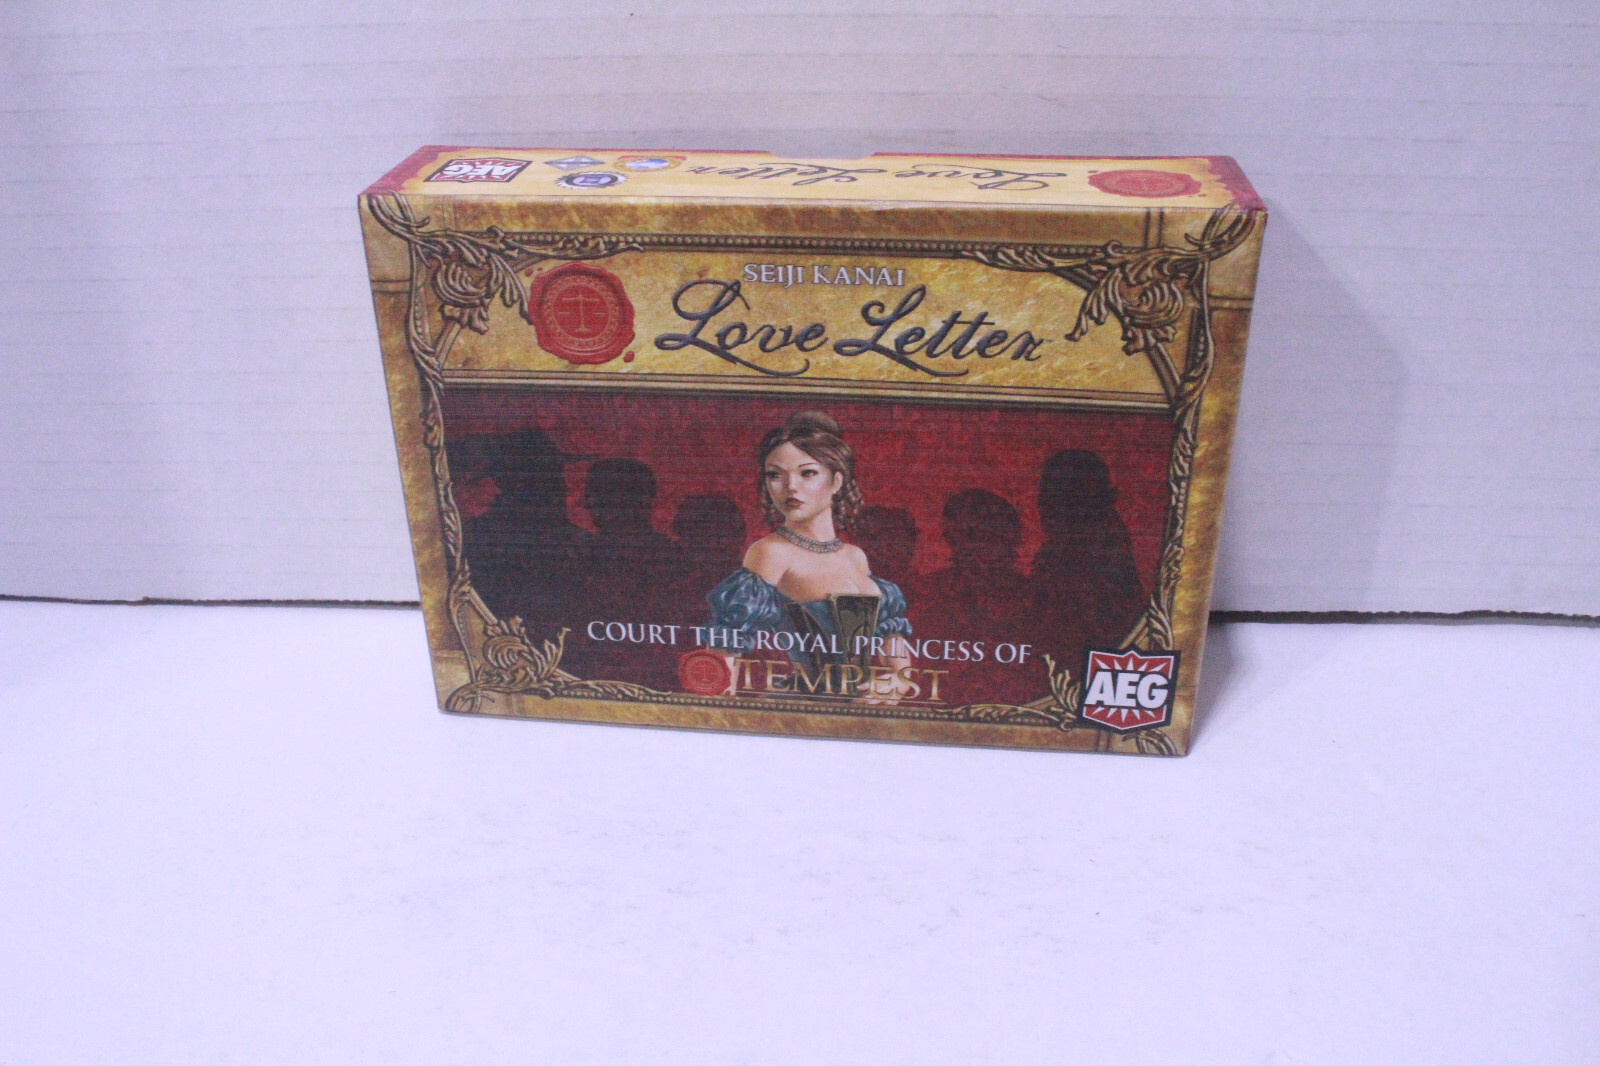 AEG
Love Letter
SEIJI KANAI
Love Letter
COURT THE ROYAL PRINCESS OF
TEMPEST
AEG